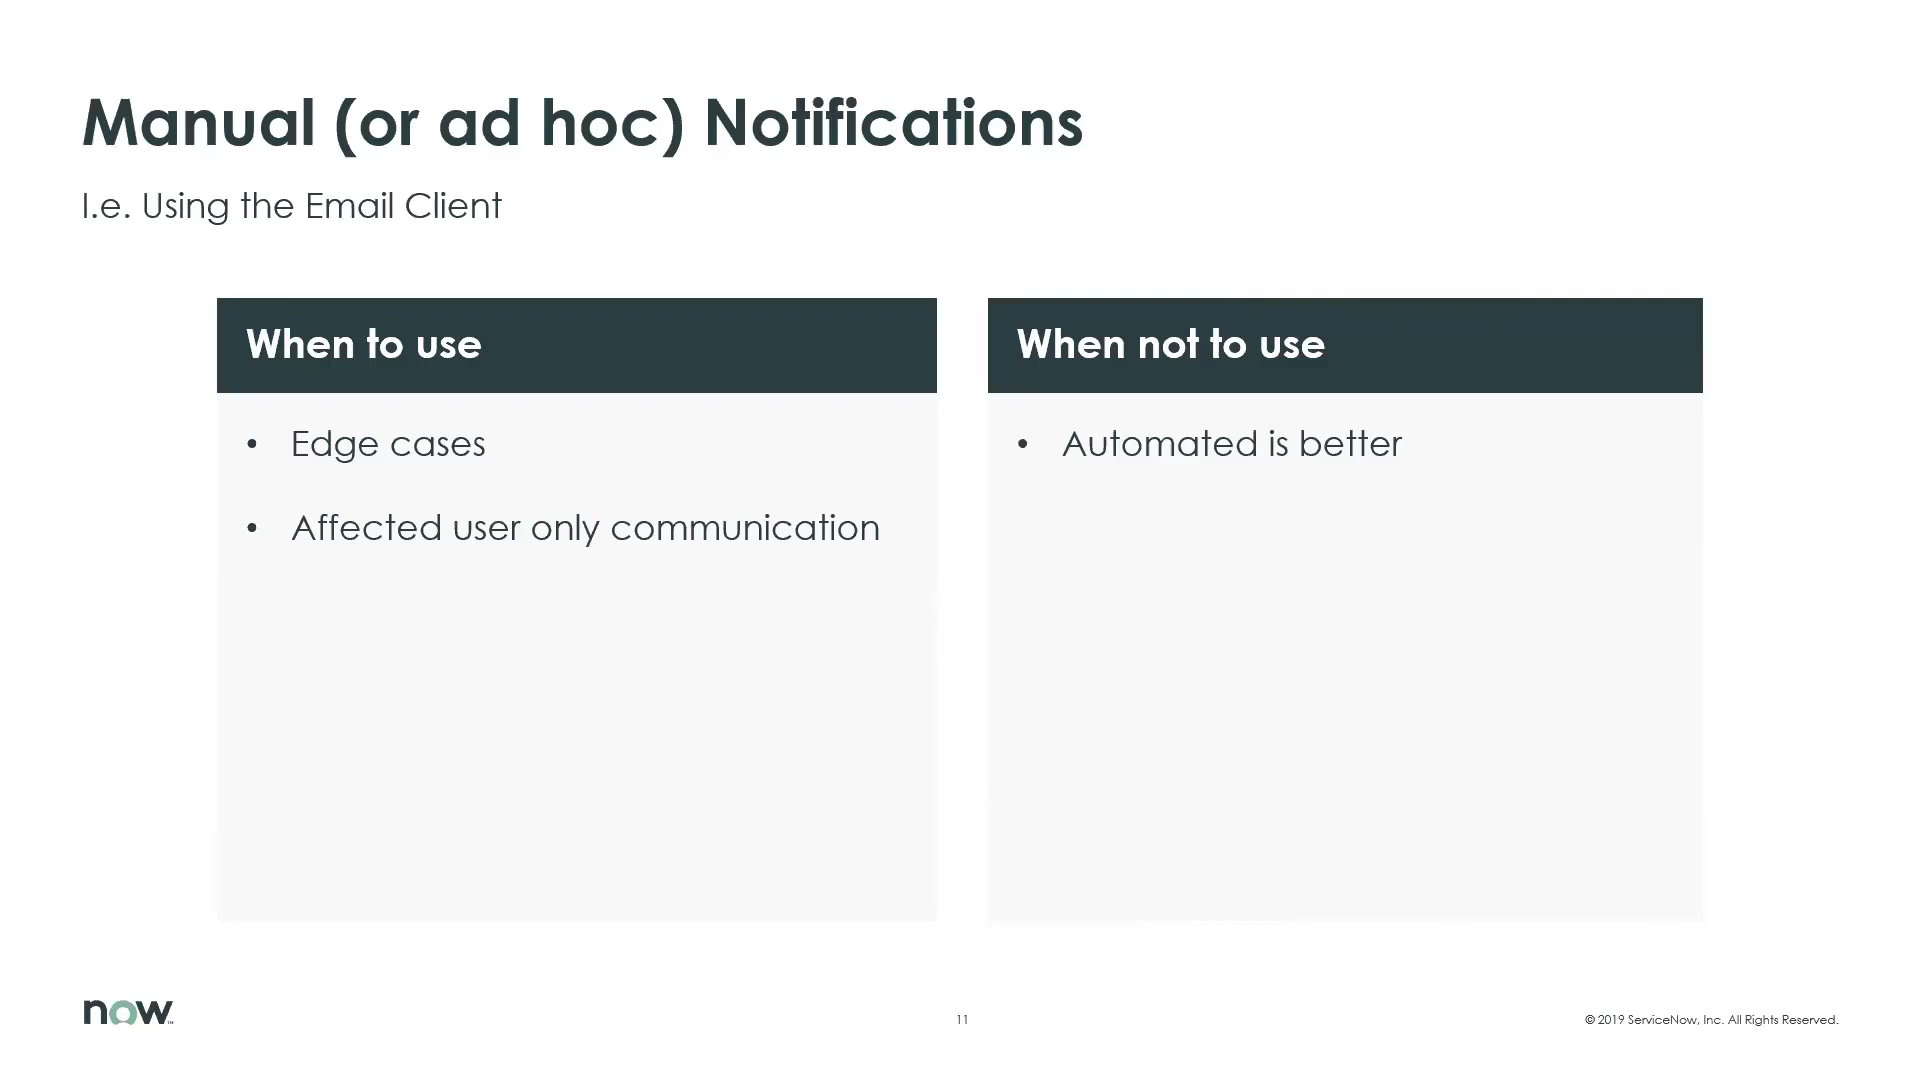 Manual (or ad hoc) Notifications
I.e. Using the Email Client
When to use
• Edge cases
• Affected user only communication
When not to use
• Automated is better
now™
11
© 2019 ServiceNow, Inc. All Rights Reserved.